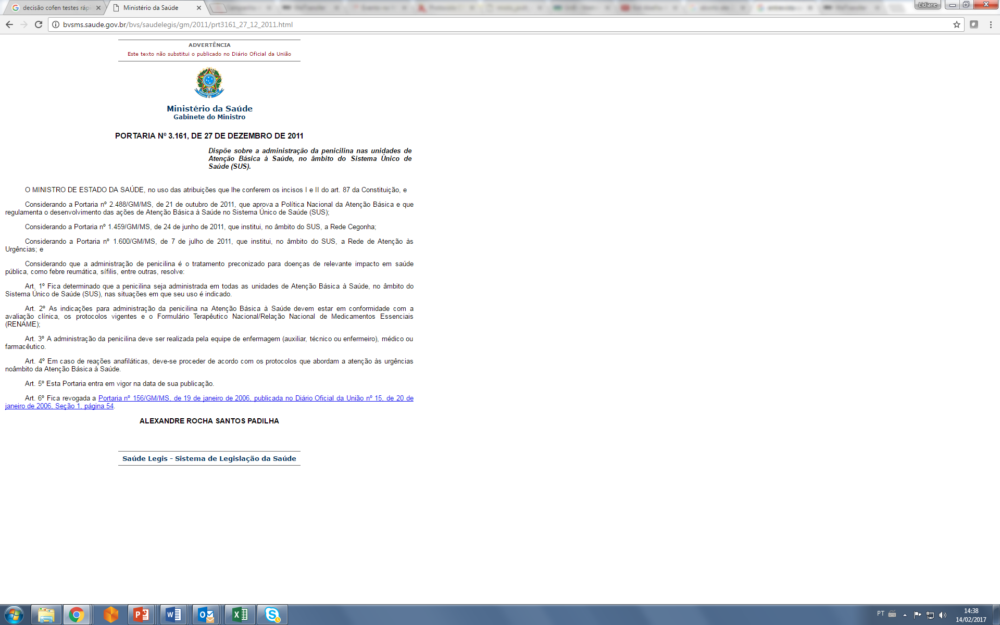 decisão cofen testes ráp
Ministério da Saúde
Lidiane
bvsms.saude.gov.br/bvs/saudelegis/gm/2011/prt3161_27_12_2011.html
ADVERTÊNCIA
Este texto não substitui o publicado no Diário Oficial da União
Ministério da Saúde
Gabinete do Ministro
PORTARIA Nº 3.161, DE 27 DE DEZEMBRO DE 2011
Dispõe sobre a administração da penicilina nas unidades de
Atenção Básica à Saúde, no âmbito do Sistema Único de
Saúde (SUS).
O MINISTRO DE ESTADO DA SAÚDE, no uso das atribuições que lhe conferem os incisos I e II do art. 87 da Constituição, e
Considerando a Portaria nº 2.488/GM/MS, de 21 de outubro de 2011, que aprova a Política Nacional da Atenção Básica e que
regulamenta o desenvolvimento das ações de Atenção Básica à Saúde no Sistema Único de Saúde (SUS);
Considerando a Portaria nº 1.459/GM/MS, de 24 de junho de 2011, que institui, no âmbito do SUS, a Rede Cegonha;
Considerando a Portaria nº 1.600/GM/MS, de 7 de julho de 2011, que institui, no âmbito do SUS, a Rede de Atenção às
Urgências; e
Considerando que a administração de penicilina é o tratamento preconizado para doenças de relevante impacto em saúde
pública, como febre reumática, sífilis, entre outras, resolve:
Art. 1º Fica determinado que a penicilina seja administrada em todas as unidades de Atenção Básica à Saúde, no âmbito do
Sistema Único de Saúde (SUS), nas situações em que seu uso é indicado.
Art. 2º As indicações para administração da penicilina na Atenção Básica à Saúde devem estar em conformidade com a
avaliação clínica, os protocolos vigentes e o Formulário Terapêutico Nacional/Relação Nacional de Medicamentos Essenciais
(RENAME);
Art. 3º A administração da penicilina deve ser realizada pela equipe de enfermagem (auxiliar, técnico ou enfermeiro), médico ou
farmacêutico.
Art. 4º Em caso de reações anafiláticas, deve-se proceder de acordo com os protocolos que abordam a atenção às urgências
noâmbito da Atenção Básica à Saúde.
Art. 5º Esta Portaria entra em vigor na data de sua publicação.
Art. 6º Fica revogada a Portaria nº 156/GM/MS, de 19 de janeiro de 2006, publicada no Diário Oficial da União nº 15, de 20 de
janeiro de 2006, Seção 1, página 54.
ALEXANDRE ROCHA SANTOS PADILHA
Saúde Legis - Sistema de Legislação da Saúde
PT
14:38
14/02/2017